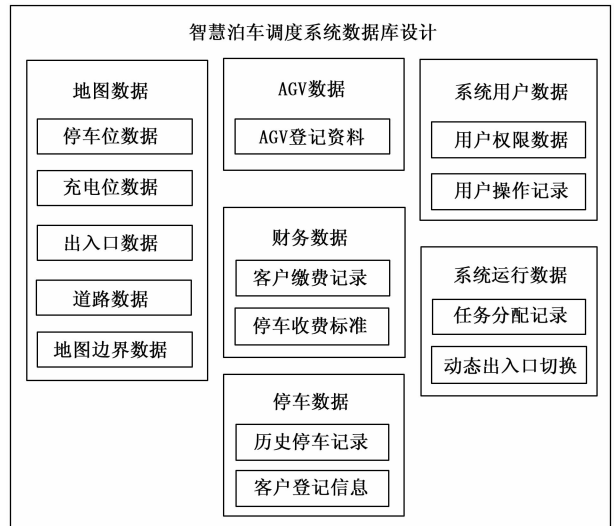 智慧泊车调度系统数据库设计
地图数据
停车位数据
充电位数据
出入口数据
道路数据
地图边界数据
AGV数据
AGV登记资料
财务数据
客户缴费记录
停车收费标准
停车数据
历史停车记录
客户登记信息
系统用户数据
用户权限数据
用户操作记录
系统运行数据
任务分配记录
动态出入口切换